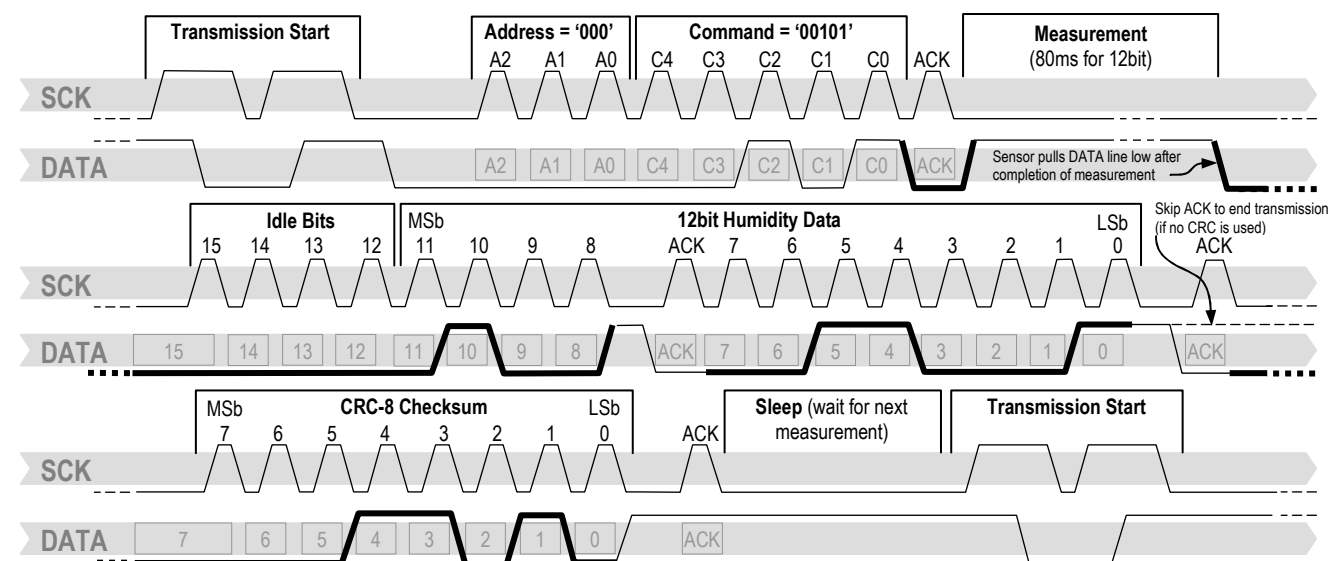 Transmission Start Address = ‘000’ Command = ‘00101’ Measurement
(80ms for 12bit)
A2 A1 A0 C4 C3 C2 C1 C0 ACK
SCK
DATA A2 A1 A0 C4 C3 C2 C1 C0 ACK
Sensor pulls DATA line low after
completion of measurement
Skip ACK to end transmission
(if no CRC is used)
Idle Bits MSb 12bit Humidity Data LSb
15 14 13 12 11 10 9 8 ACK 7 6 5 4 3 2 1 0 ACK
SCK
DATA 15 14 13 12 11 10 9 8 ACK 7 6 5 4 3 2 1 0 ACK
MSb CRC-8 Checksum LSb Sleep (wait for next
measurement) Transmission Start
7 6 5 4 3 2 1 0 ACK
SCK
DATA 7 6 5 4 3 2 1 0 ACK